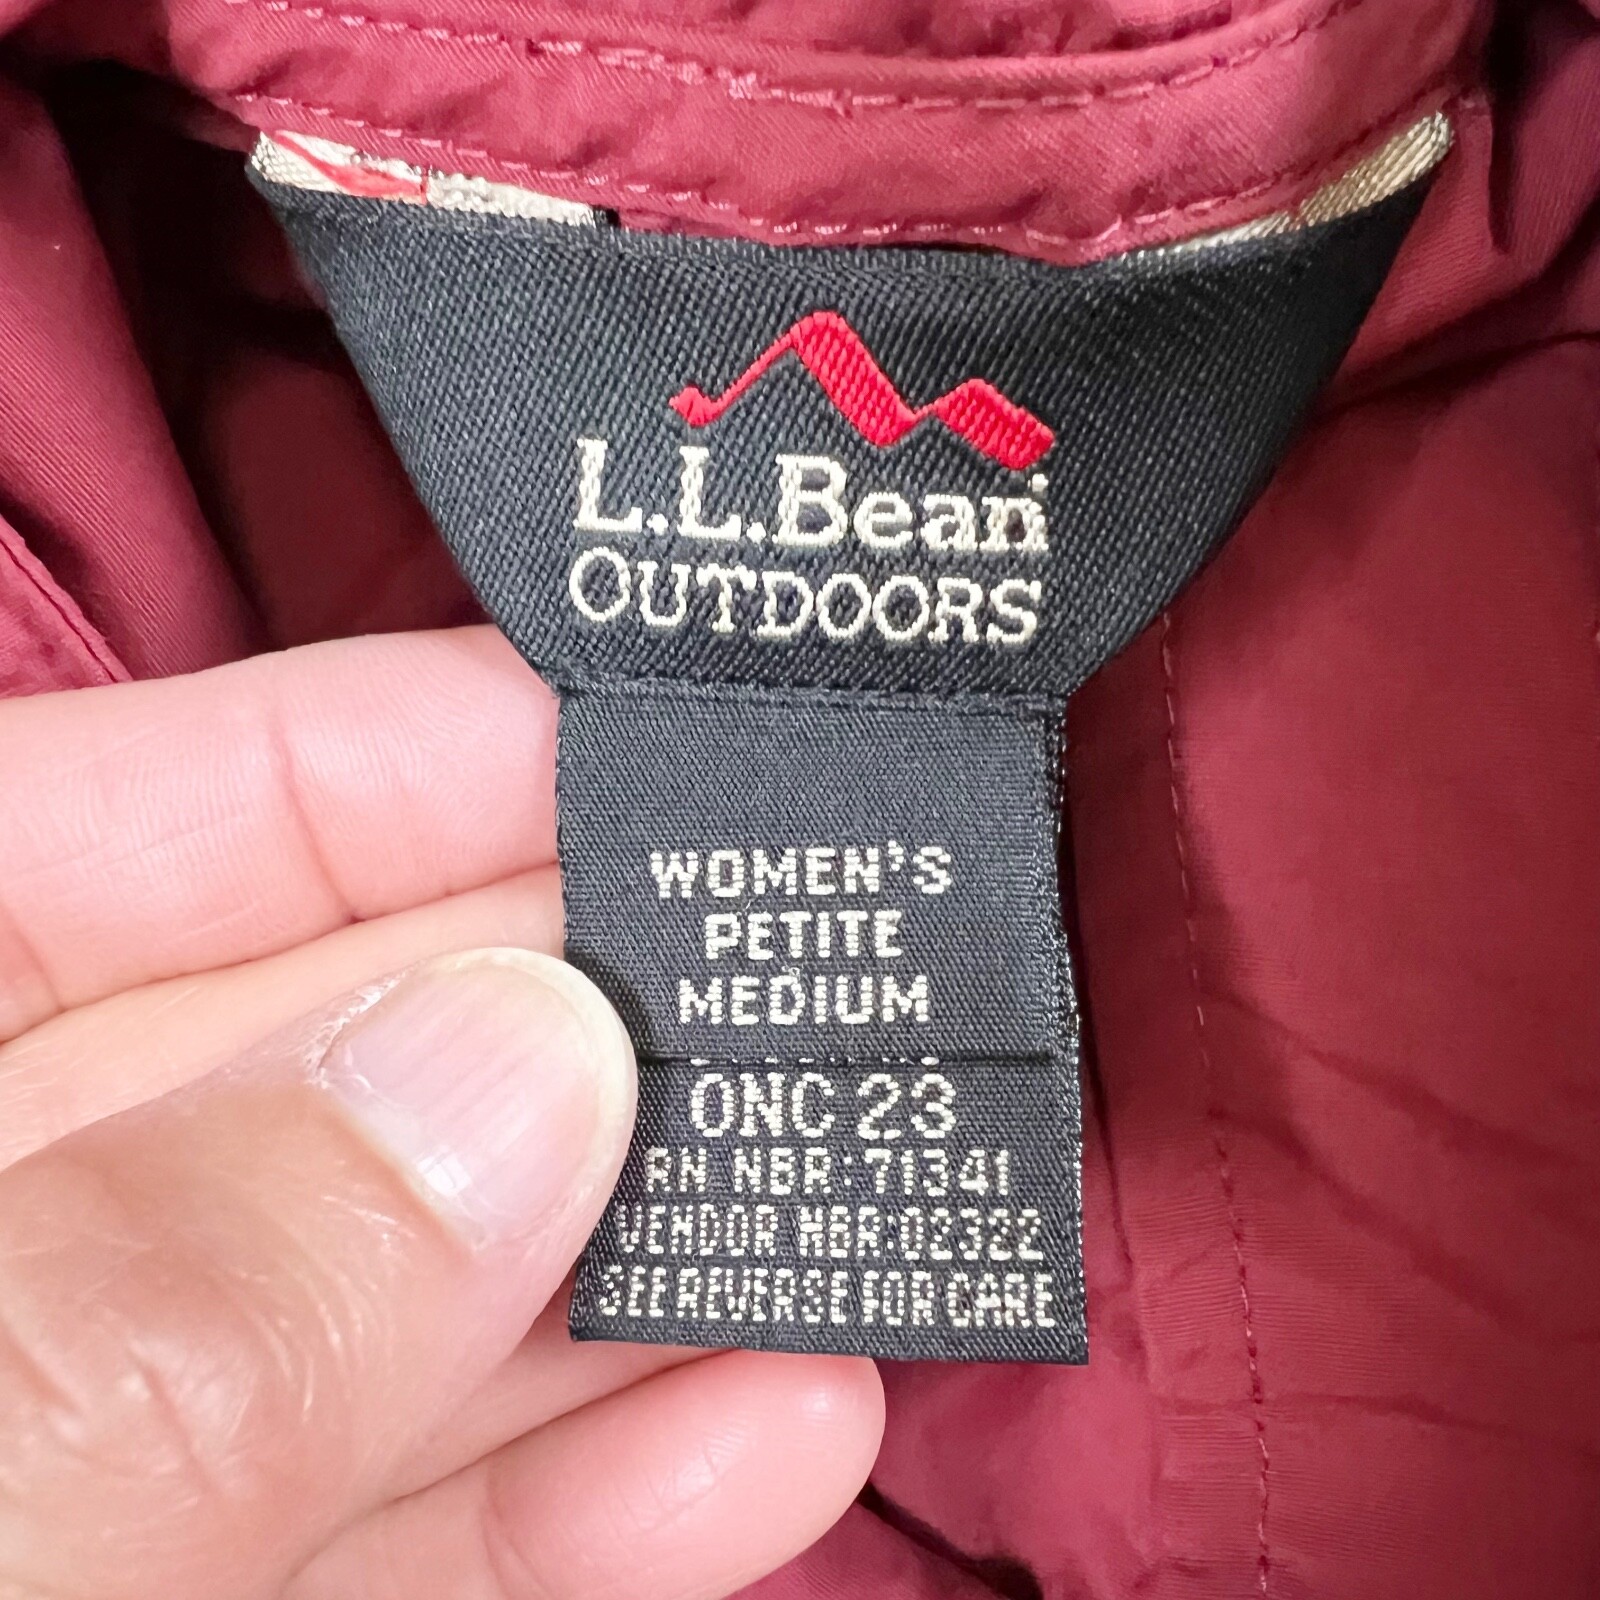 L.L.Bean
OUTDOORS
WOMEN'S
PETITE
MEDIUM
ONC 23
RN NBR: 71341
VENDOR NBR:02322
SEE REVERSE FOR CARE